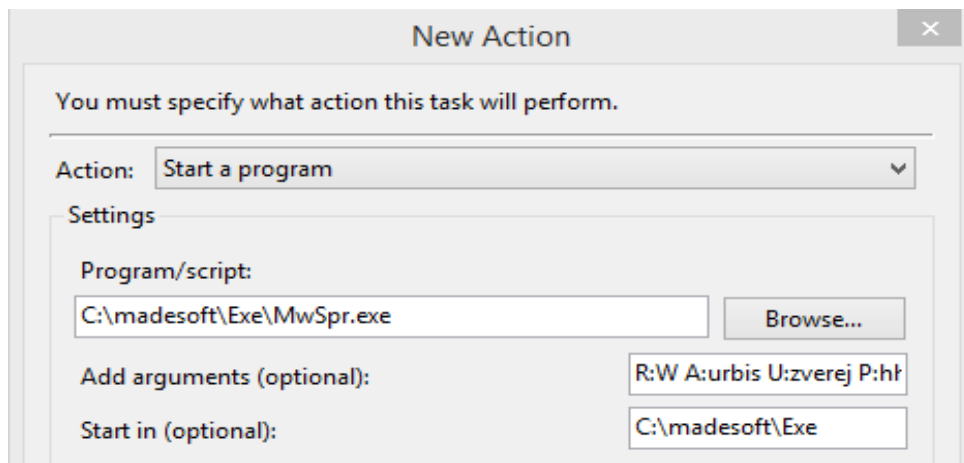 New Action
You must specify what action this task will perform.
Action: Start a program
Settings
Program/script:
C:\madesoft\Exe\MwSpr.exe Browse...
Add arguments (optional): R:W A:urbis U:zverej
Start in (optional): C:\madesoft\Exe